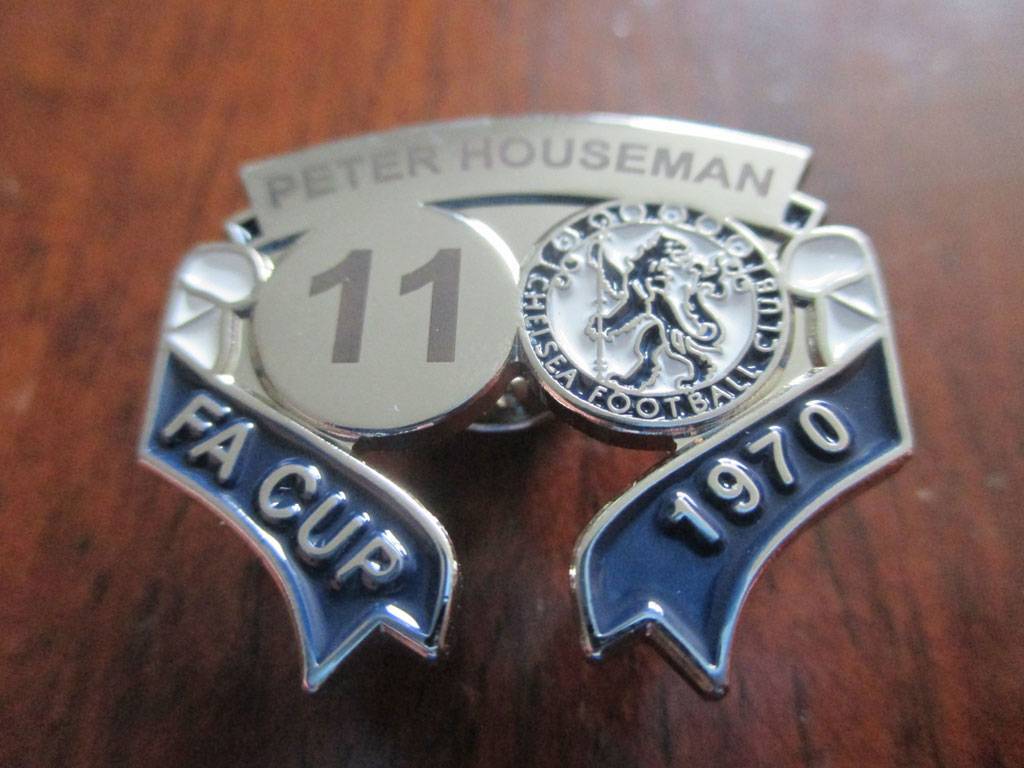 PETER HOUSEMAN
11
CHELSEA FOOTBALL CLUB
FA CUP
1970